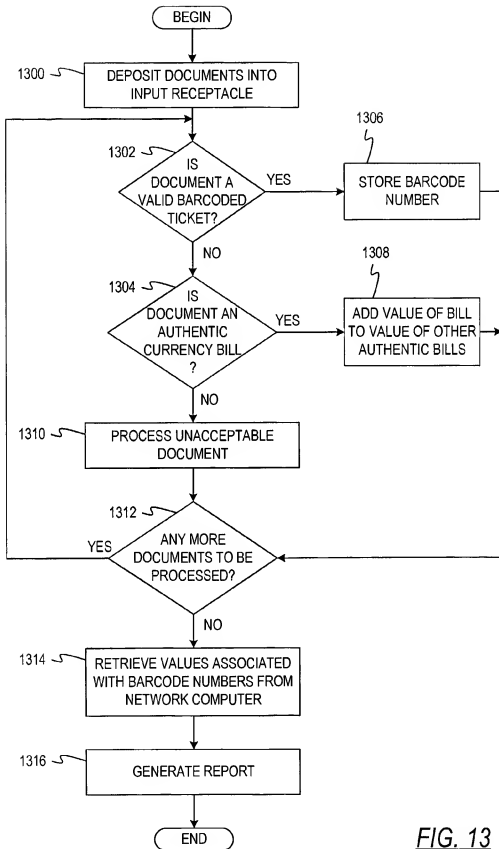 BEGIN
1300
DEPOSIT DOCUMENTS INTO
INPUT RECEPTACLE
1302
IS
DOCUMENT A
VALID BARCODED
TICKET?
YES
1306
STORE BARCODE
NUMBER
NO
1304
IS
DOCUMENT AN
AUTHENTIC
CURRENCY BILL
?
YES
1308
ADD VALUE OF BILL
TO VALUE OF OTHER
AUTHENTIC BILLS
NO
1310
PROCESS UNACCEPTABLE
DOCUMENT
1312
YES
ANY MORE
DOCUMENTS TO BE
PROCESSED?
NO
1314
RETRIEVE VALUES ASSOCIATED
WITH BARCODE NUMBERS FROM
NETWORK COMPUTER
1316
GENERATE REPORT
END
FIG. 13